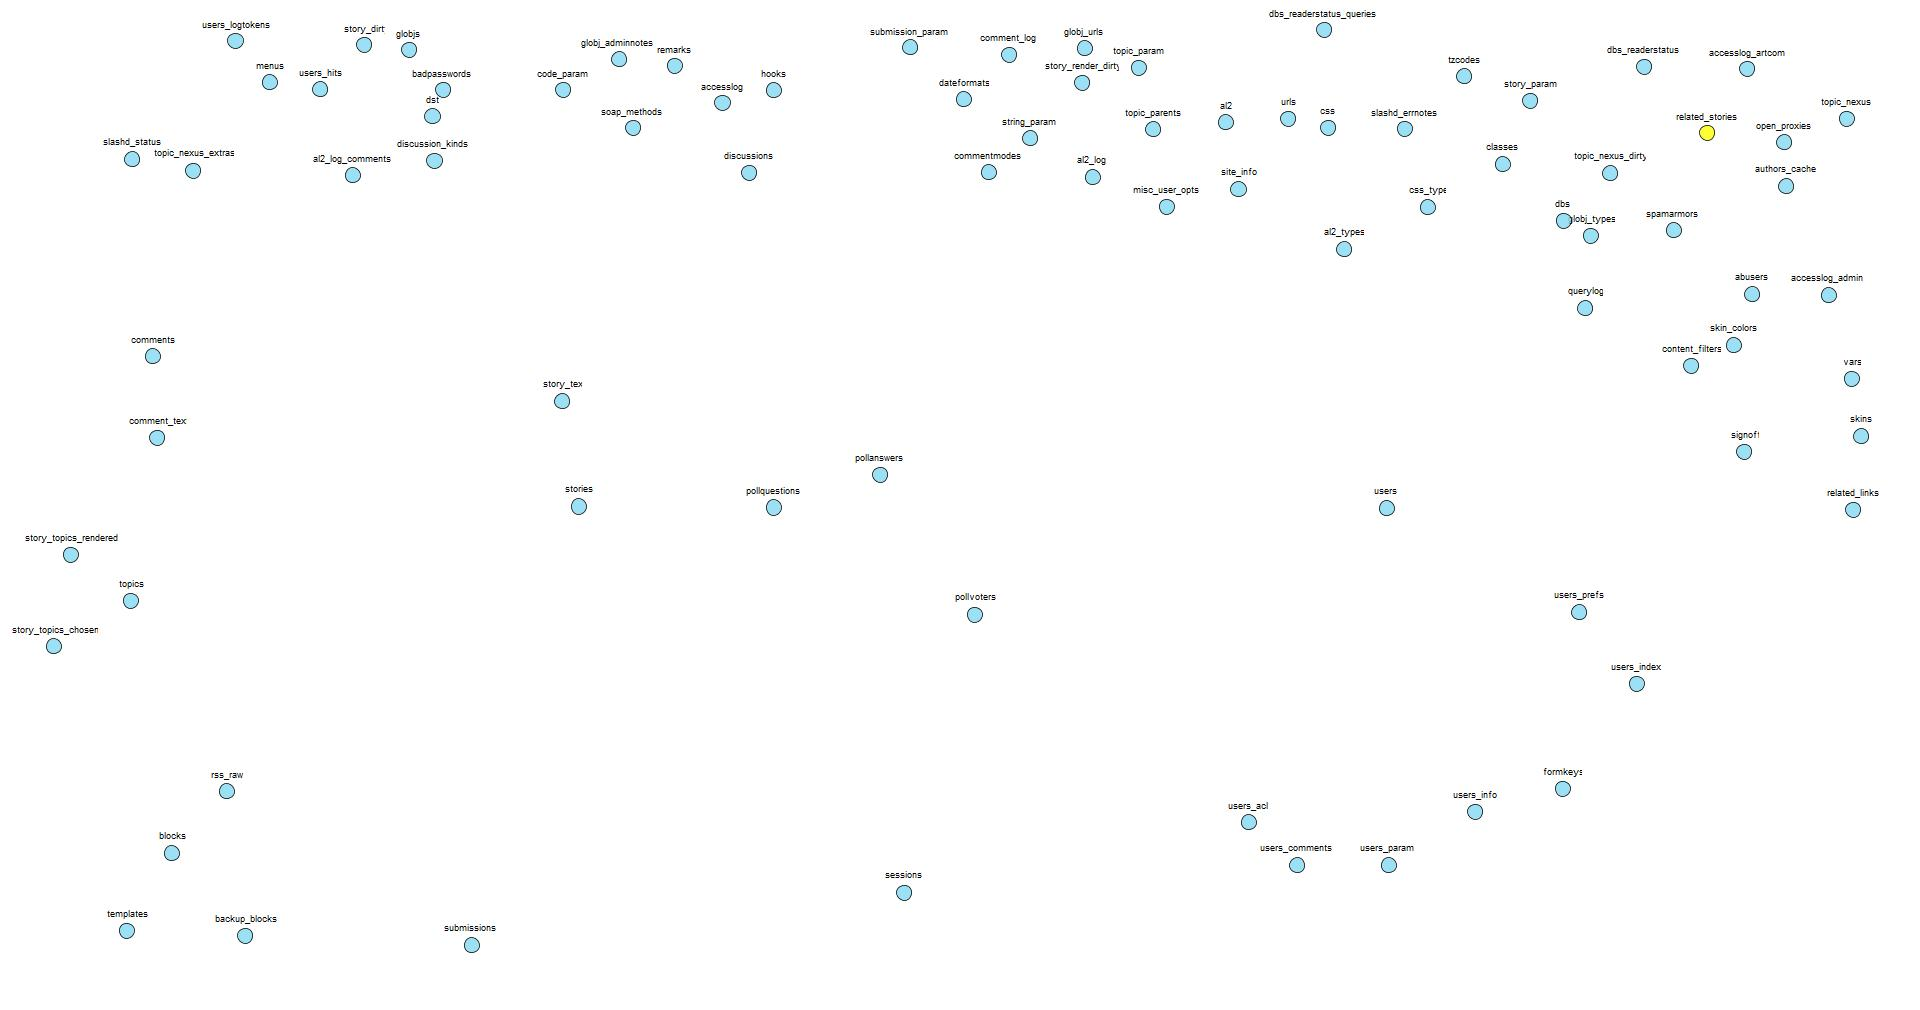 dbs_readerstatus_queries
users_logtokens
story_dirt
globjs
submission_param
comment_log
globj_urls
globj_adminnotes
remarks
topic_param
dbs_readerstatus
accesslog_artcom
menus
users_hits
badpasswords
code_param
accesslog
hooks
story_render_dirty
tzcodes
dateformats
story_param
dst
soap_methods
string_param
topic_parents
al2
urls
css
slashd_errnotes
related_stories
open_proxies
topic_nexus
slashd_status
topic_nexus_extras
al2_log_comments
discussion_kinds
discussions
commentmodes
al2_log
site_info
classes
topic_nexus_dirty
authors_cache
misc_user_opts
css_type
dbs
globj_types
spamarmors
al2_types
querylog
abusers
accesslog_admin
skin_colors
comments
content_filters
vars
story_tex
comment_tex
skins
signoff
pollanswers
stories
pollquestions
users
related_links
story_topics_rendered
topics
pollvoters
users_prefs
story_topics_chosen
users_index
rss_raw
formkeys
users_info
users_acl
blocks
users_comments
users_param
sessions
templates
backup_blocks
submissions